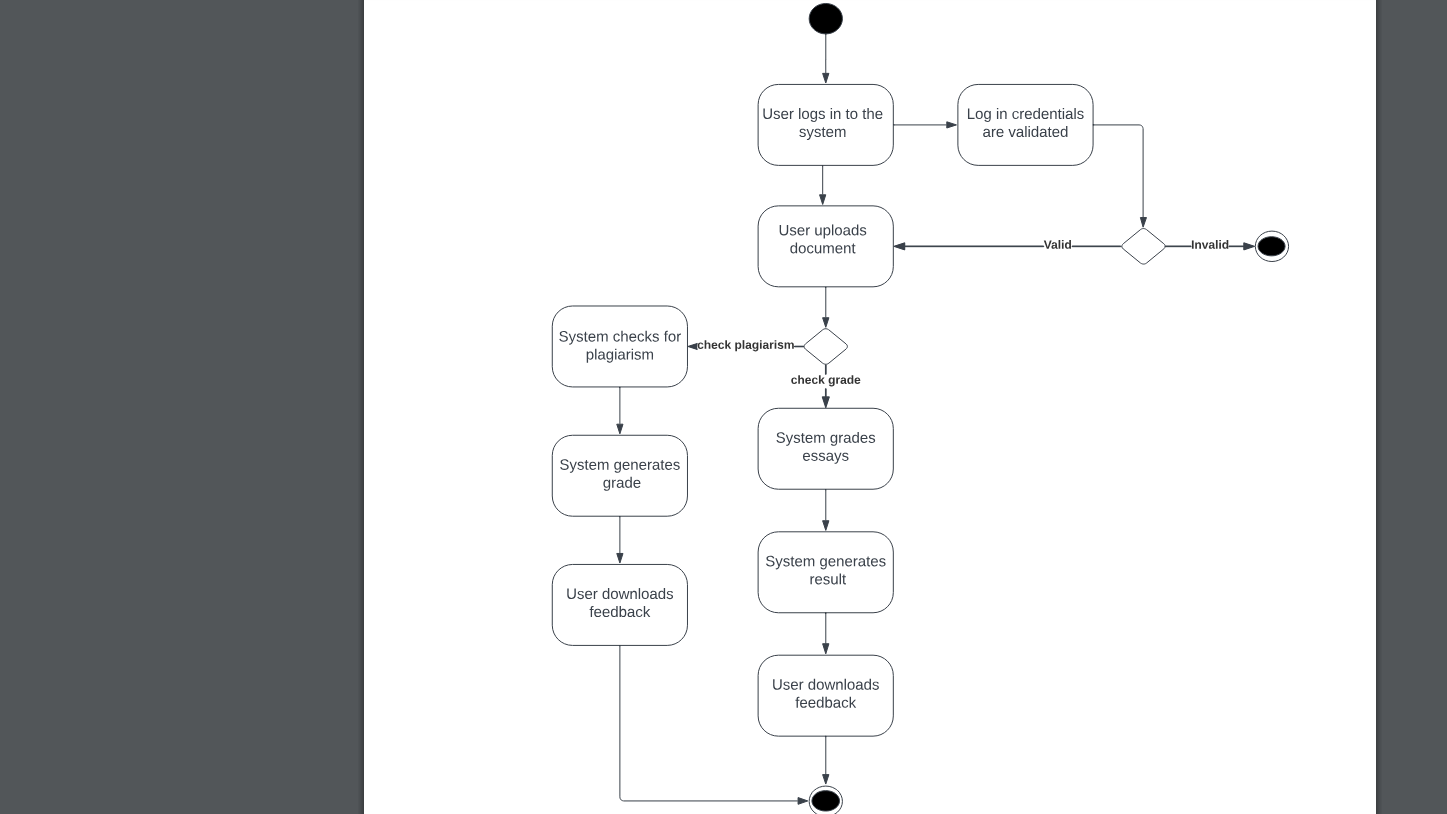 User logs in to the
system
Log in credentials
are validated
User uploads
document
Valid
Invalid
System checks for
plagiarism
check plagiarism
check grade
System grades
essays
System generates
grade
System generates
result
User downloads
feedback
User downloads
feedback